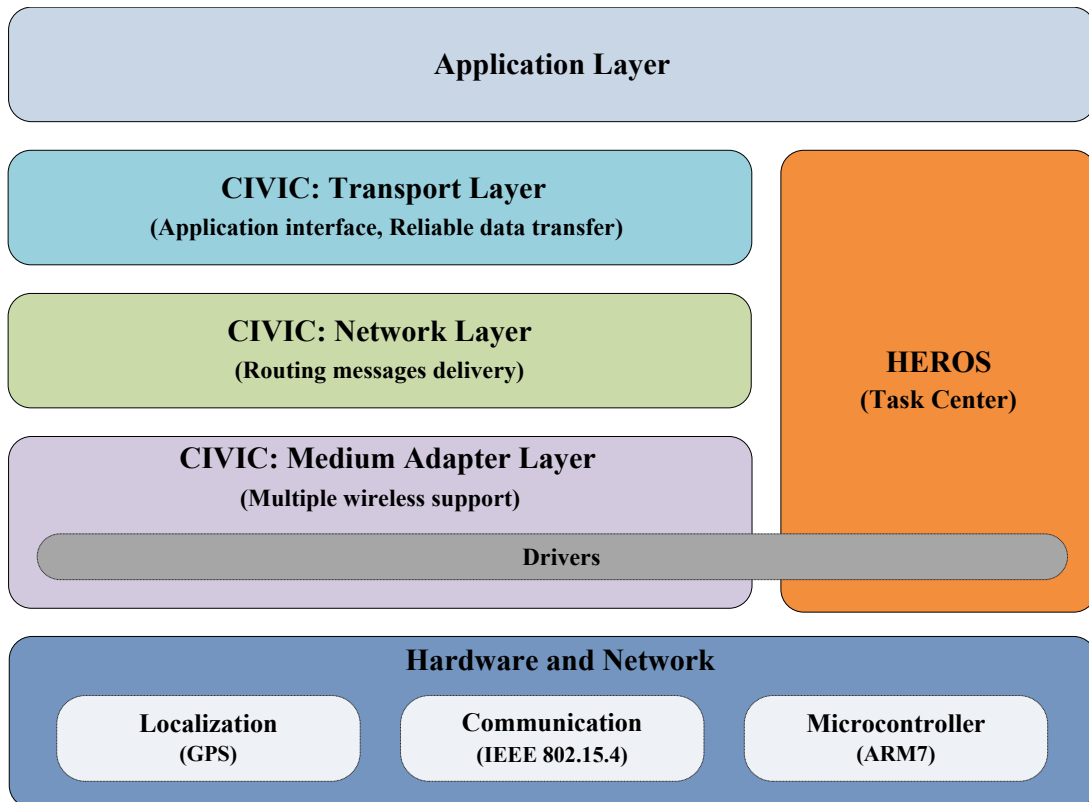 Application Layer
CIVIC: Transport Layer
(Application interface, Reliable data transfer)
CIVIC: Network Layer
(Routing messages delivery)
HEROS
(Task Center)
CIVIC: Medium Adapter Layer
(Multiple wireless support)
Drivers
Hardware and Network
Localization
(GPS)
Communication
(IEEE 802.15.4)
Microcontroller
(ARM7)